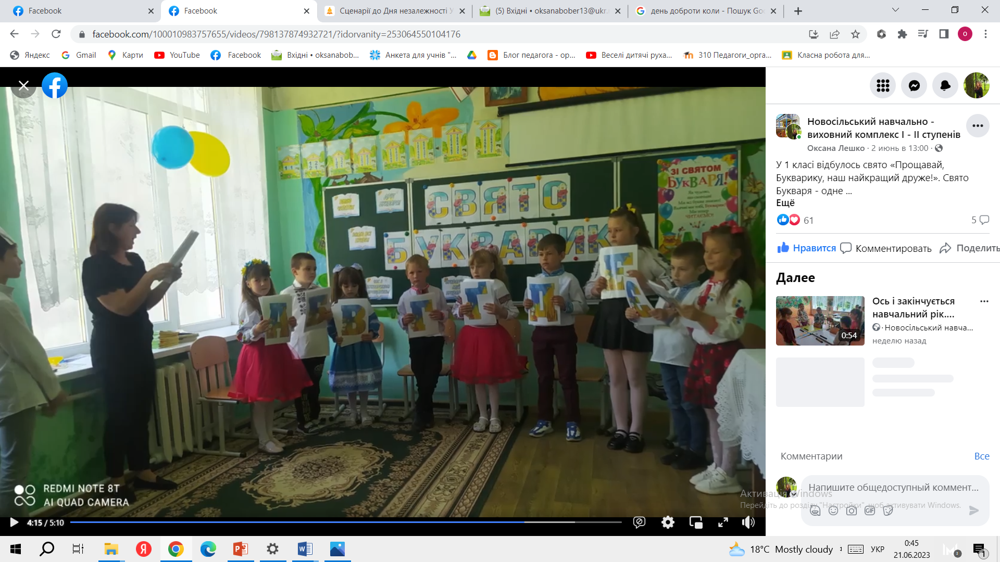 Facebook
Facebook
Сценарії до Дня незалежності У
(5) Вхідні • oksanabober13@ukr.
день доброти коли - Пошук Goo
facebook.com/100010983757655/videos/798137874932721/?idorvanity=253064550104176
О
Яндекс
Gmail
Карти
YouTube
Facebook
Вхідні • oksanabob...
Анкета для учнів "...
Блог педагога - ор...
Веселі дитячі руха...
310 Педагоги_орга...
Класна робота для...
ЗІ СВЯТОМ
БУКВАРЯ!
СВЯТО
БУКВАРИК
REDMI NOTE 8T
AI QUAD CAMERA
4:15 / 5:10
Новосільський навчально -
виховний комплекс І - ІІ ступенів
Оксана Лешко · 2 июнь в 13:00 ·
У 1 класі відбулось свято «Прощавай,
Букварику, наш найкращий друже!». Свято
Букваря - одне ...
Ещё
61
5
Нравится
Комментировать
Поделить
Далее
Ось і закінчується
навчальний рік....
0:54
· Новосільський навча...
неделю назад
Комментарии
Все
Напишите общедоступный коммент...
GIF
Активація Windows
Перейдіть до розділу "Настройки", щоб активувати Windows.
18°C Mostly cloudy
УКР
0:45
21.06.2023
1